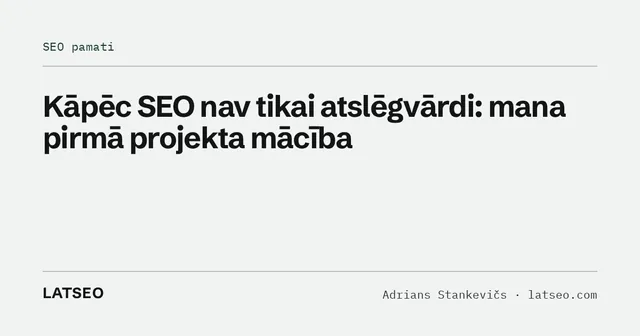 SEO pamati
Kāpēc SEO nav tikai atslēgvārdi: mana
pirmā projekta mācība
LATSEO
Adrians Stankevičs · latseo.com